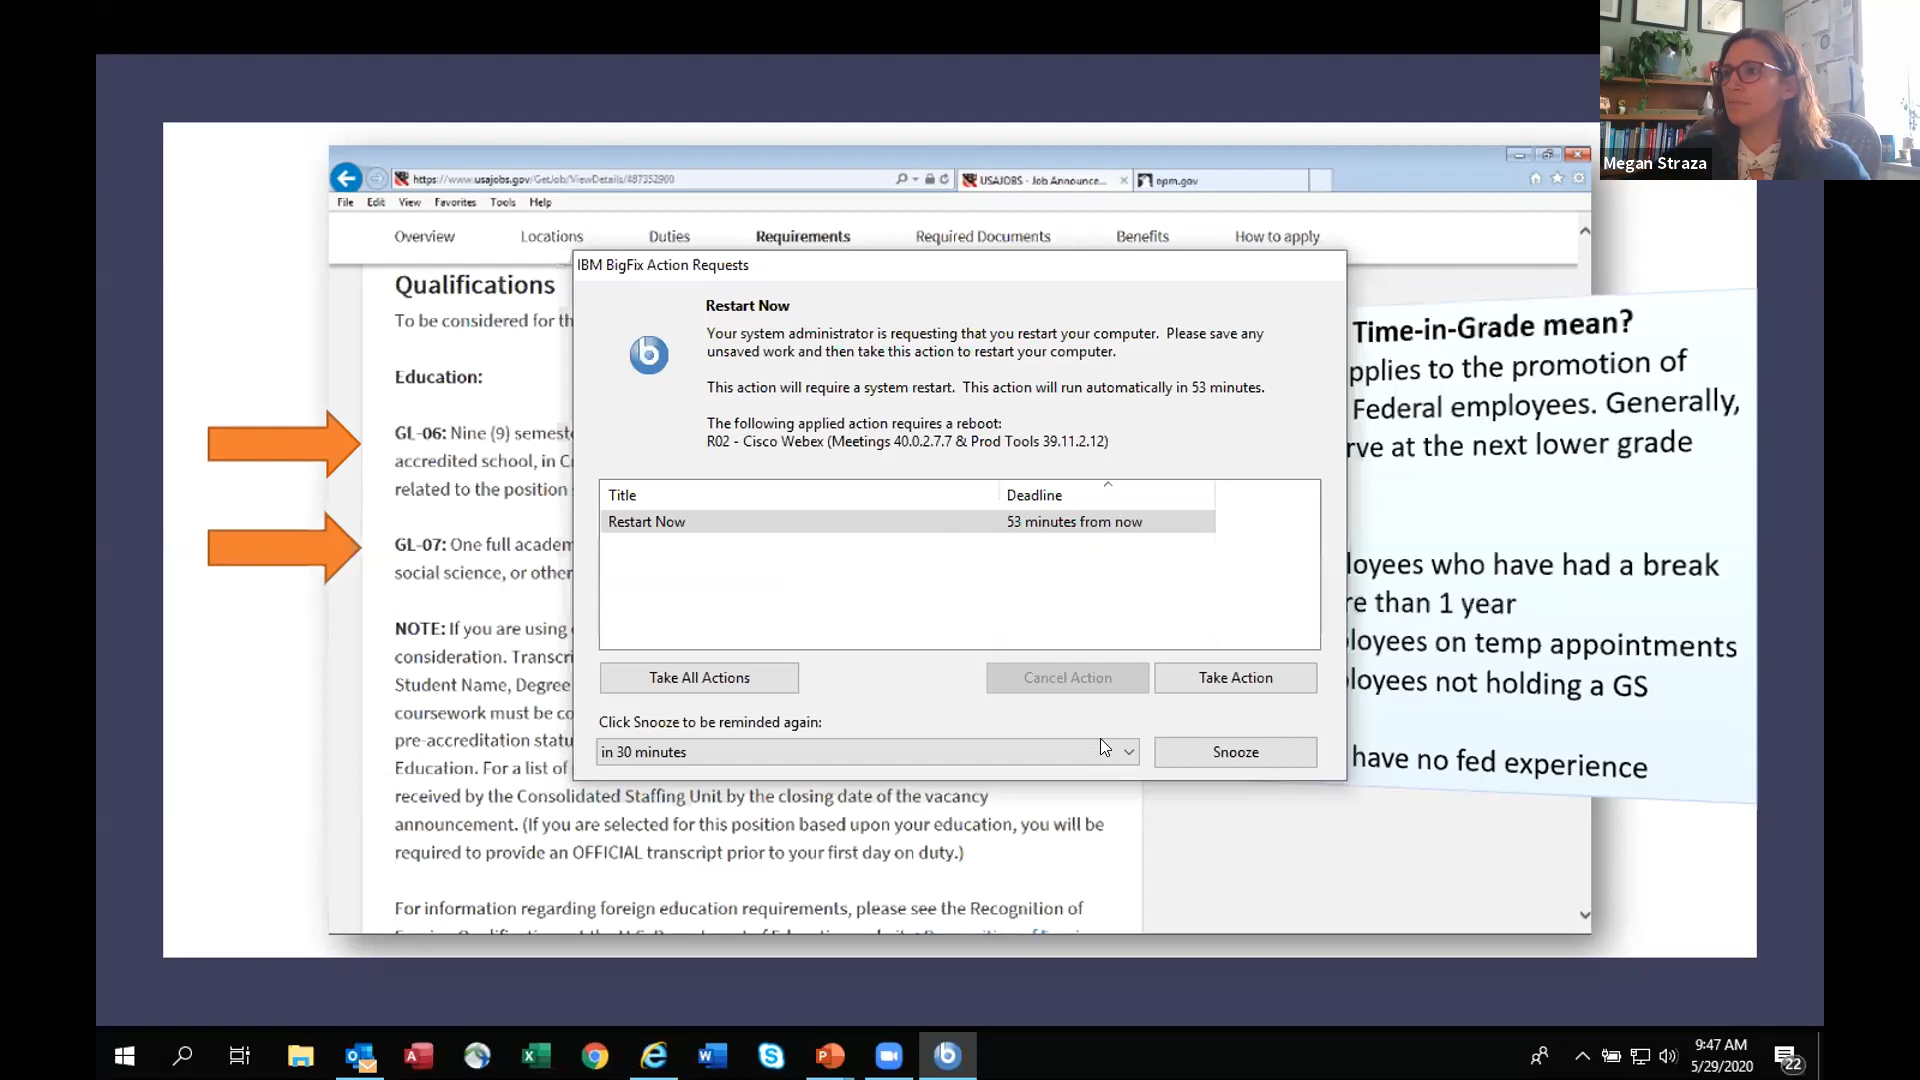 Megan Straza
https://www.usajobs.gov/GetJob/ViewDetails/487352900
USAJOBS - Job Announce...
opm.gov
File Edit View Favorites Tools Help
Overview Locations Duties Requirements Required Documents Benefits How to apply
Qualifications
To be considered for th
Education:
GL-06: Nine (9) semest
accredited school, in C
related to the position
GL-07: One full academ
social science, or other
NOTE: If you are using
consideration. Transcri
Student Name, Degree
coursework must be co
pre-accreditation statu
Education. For a list of
received by the Consolidated Staffing Unit by the closing date of the vacancy
announcement. (If you are selected for this position based upon your education, you will be
required to provide an OFFICIAL transcript prior to your first day on duty.)
For information regarding foreign education requirements, please see the Recognition of
IBM BigFix Action Requests
Restart Now
Your system administrator is requesting that you restart your computer. Please save any
unsaved work and then take this action to restart your computer.
This action will require a system restart. This action will run automatically in 53 minutes.
The following applied action requires a reboot:
R02 - Cisco Webex (Meetings 40.0.2.7.7 & Prod Tools 39.11.2.12)
Title Deadline
Restart Now 53 minutes from now
Take All Actions Cancel Action Take Action
Click Snooze to be reminded again:
in 30 minutes Snooze
Time-in-Grade mean?
pplies to the promotion of
Federal employees. Generally,
rve at the next lower grade
loyees who have had a break
re than 1 year
loyees on temp appointments
loyees not holding a GS
have no fed experience
9:47 AM
5/29/2020
22